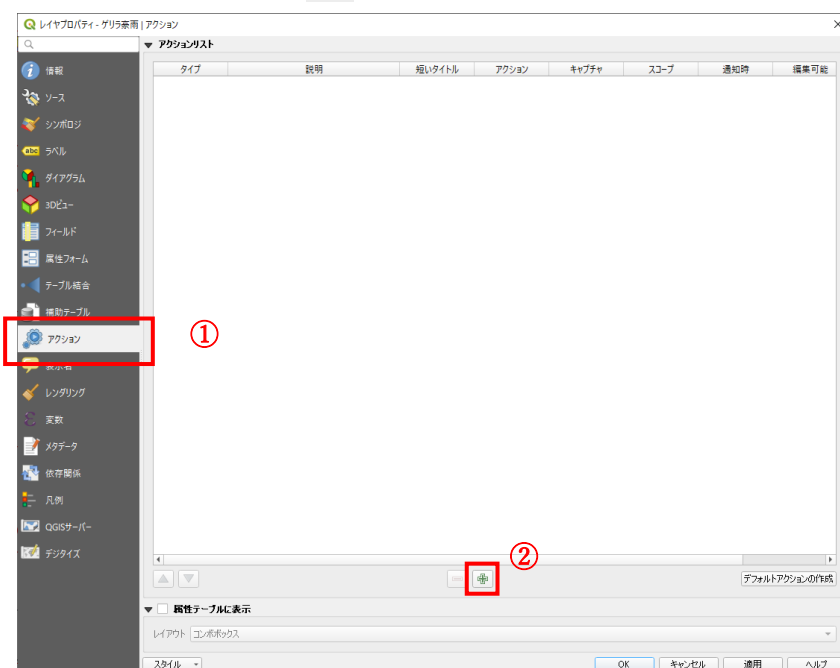 レイヤプロパティ - ゲリラ豪雨 | アクション
アクションリスト
タイプ 説明 短いタイトル アクション キャプチャ スコープ 通知時 編集可能
情報
ソース
シンボロジ
abc ラベル
ダイアグラム
3Dビュー
フィールド
属性フォーム
テーブル結合
補助テーブル
アクション
①
レンダリング
変数
メタデータ
依存関係
凡例
QGISサーバー
デジタイズ
②
デフォルトアクションの作成
属性テーブルに表示
レイアウト コンボボックス
スタイル
OK キャンセル 適用 ヘルプ